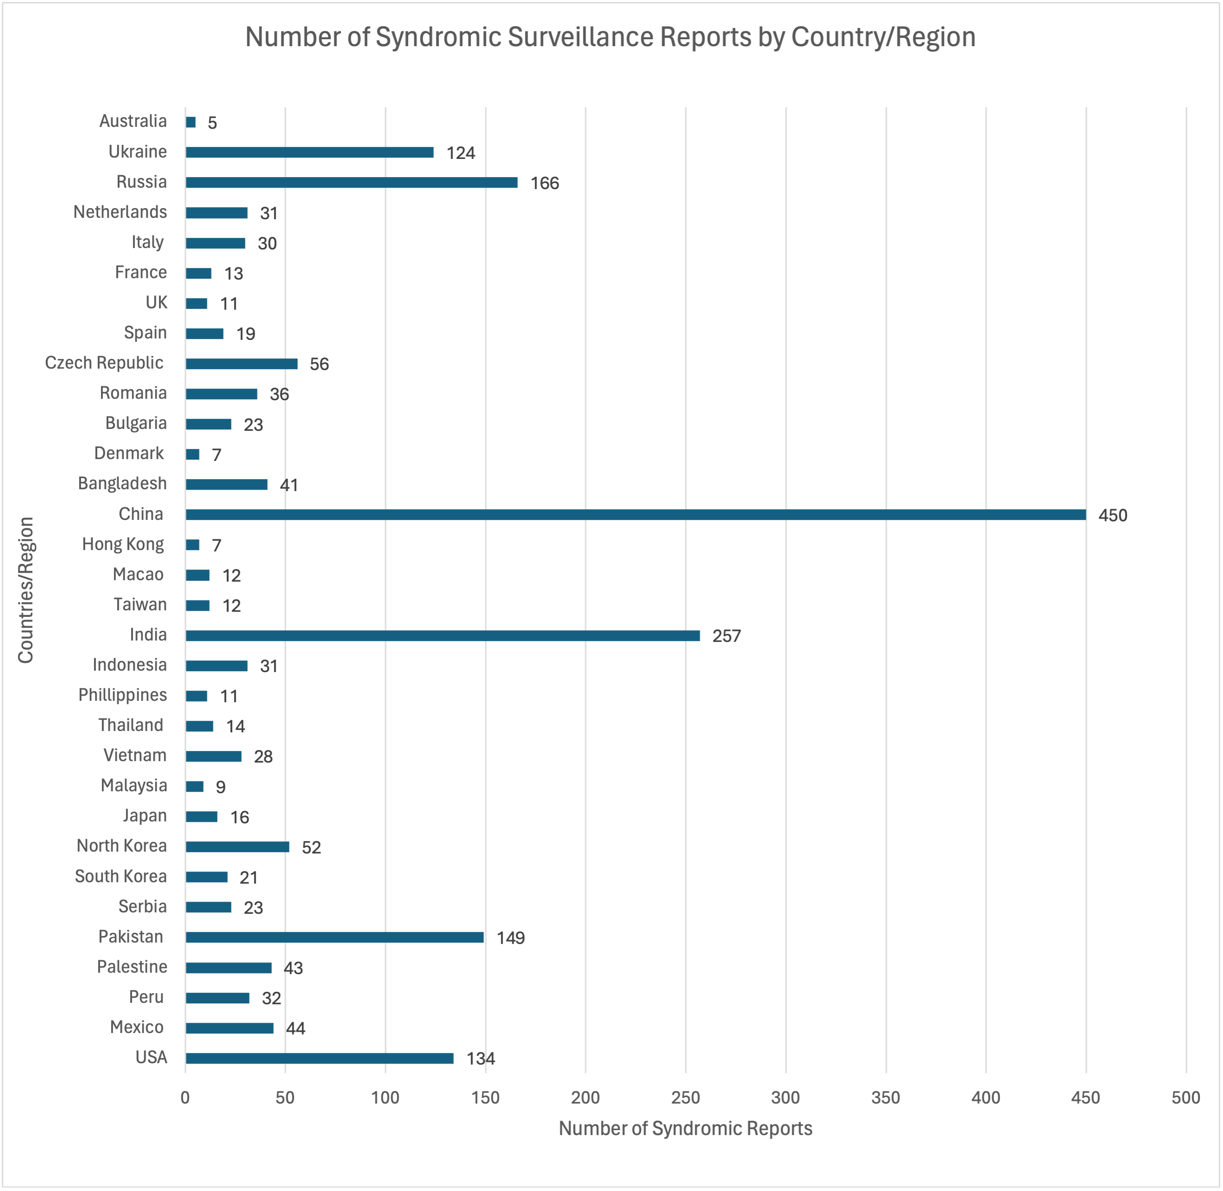 Number of Syndromic Surveillance Reports by Country/Region
Australia 5
Ukraine 124
Russia 166
Netherlands 31
Italy 30
France 13
UK 11
Spain 19
Czech Republic 56
Romania 36
Bulgaria 23
Denmark 7
Bangladesh 41
China 450
Hong Kong 7
Macao 12
Taiwan 12
India 257
Indonesia 31
Phillippines 11
Thailand 14
Vietnam 28
Malaysia 9
Japan 16
North Korea 52
South Korea 21
Serbia 23
Pakistan 149
Palestine 43
Peru 32
Mexico 44
USA 134
Countries/Region
0 50 100 150 200 250 300 350 400 450 500
Number of Syndromic Reports